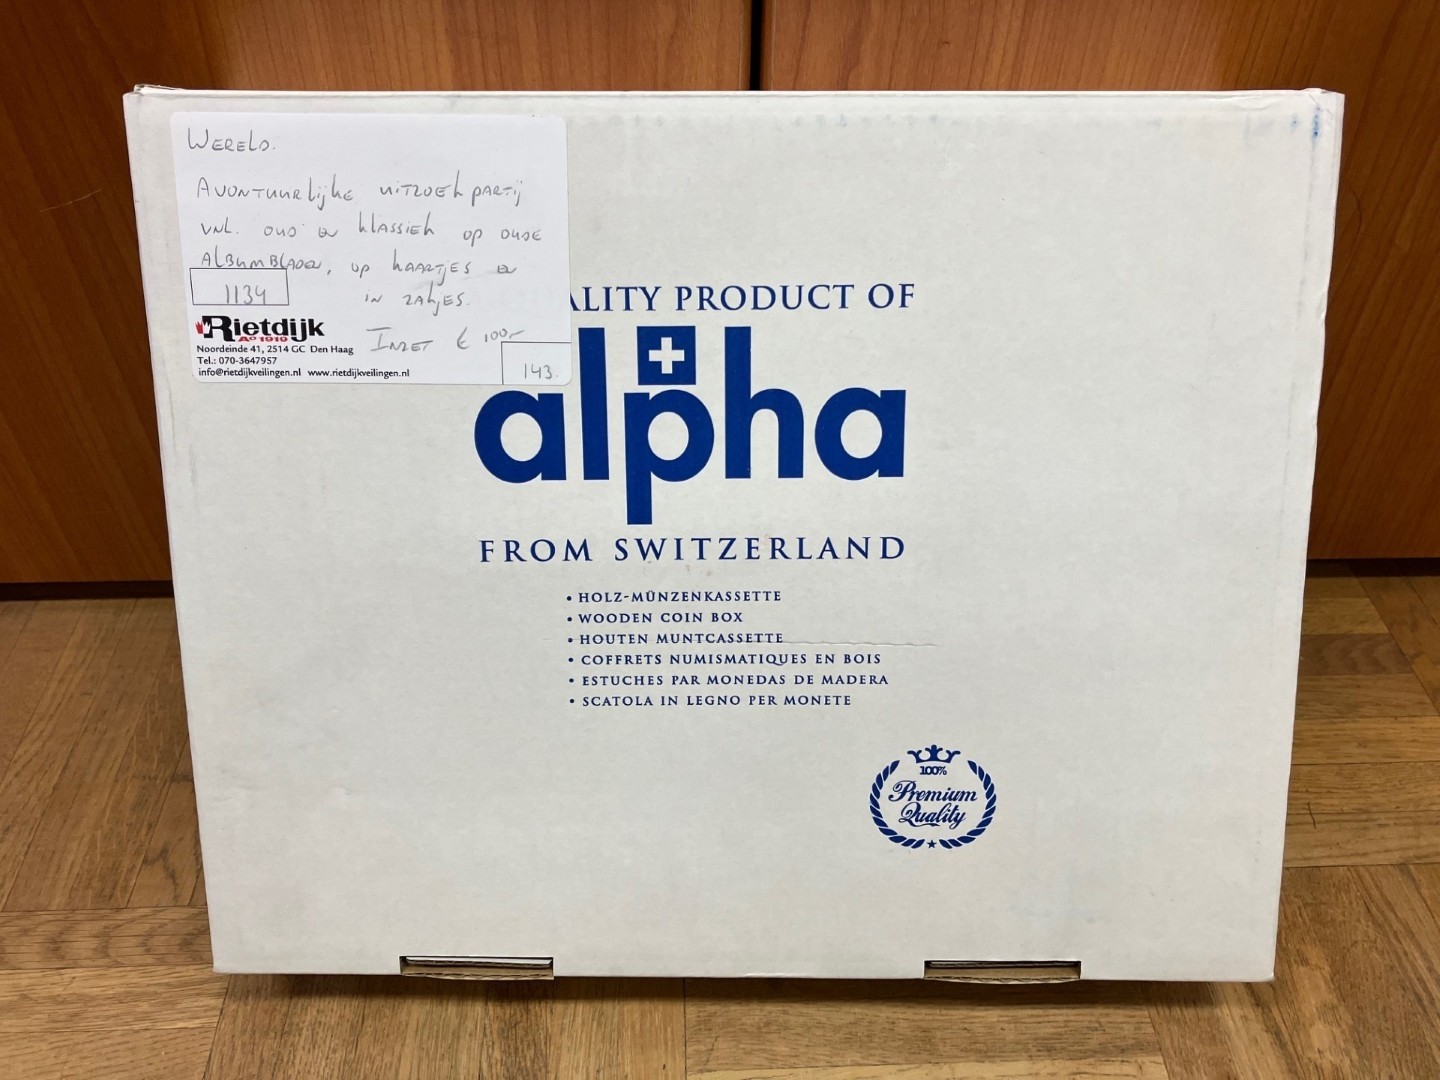 WERELD.
AVONTUURLIJKE UITZOEKPARTIJ
VNL. OUD EN KLASSIEK OP OUDE
ALBUMBLADEN, OP KAARTJES EN
IN ZAKJES.
1134
Rietdijk
A° 1919
INZET € 100,-
Noordeinde 41, 2514 GC Den Haag
Tel.: 070-3647957
info@rietdijkveilingen.nl www.rietdijkveilingen.nl
143.
ALITY PRODUCT OF
alpha
FROM SWITZERLAND
• HOLZ-MÜNZENKASSETTE
• WOODEN COIN BOX
• HOUTEN MUNTCASSETTE
• COFFRETS NUMISMATIQUES EN BOIS
• ESTUCHES PAR MONEDAS DE MADERA
• SCATOLA IN LEGNO PER MONETE
100%
Premium
Quality